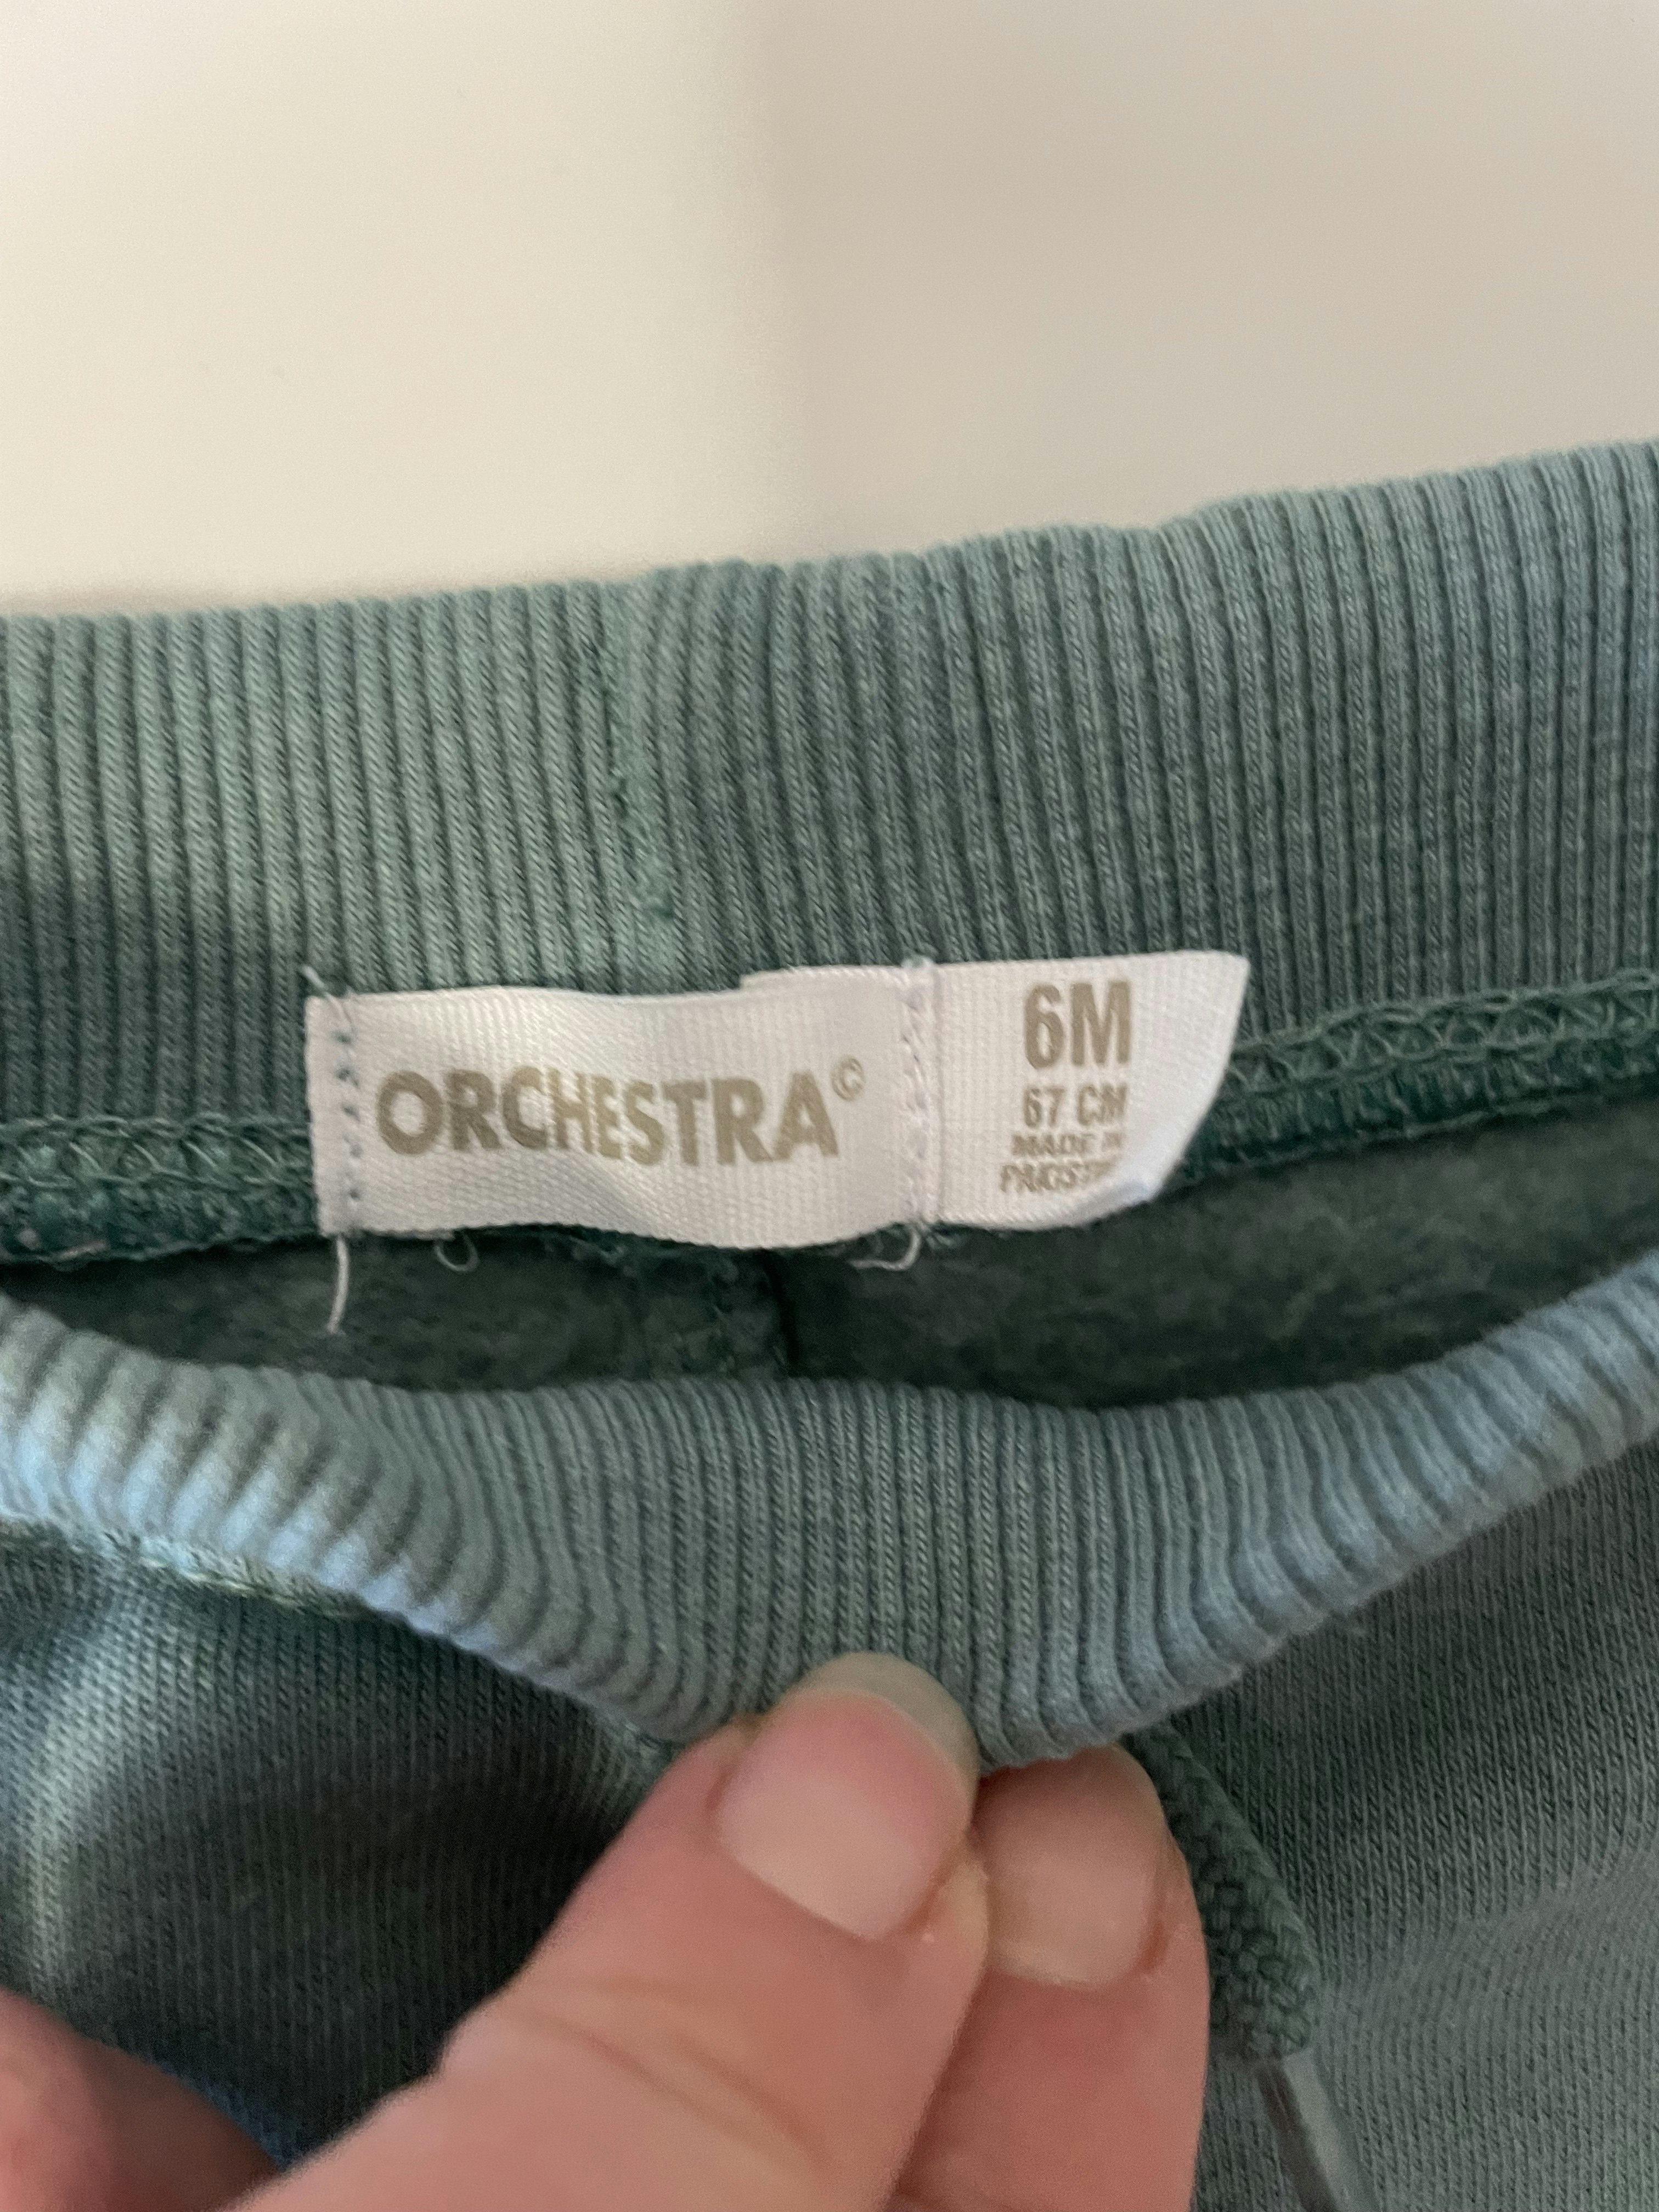 ORCHESTRA©
6M
67 CM
MADE IN